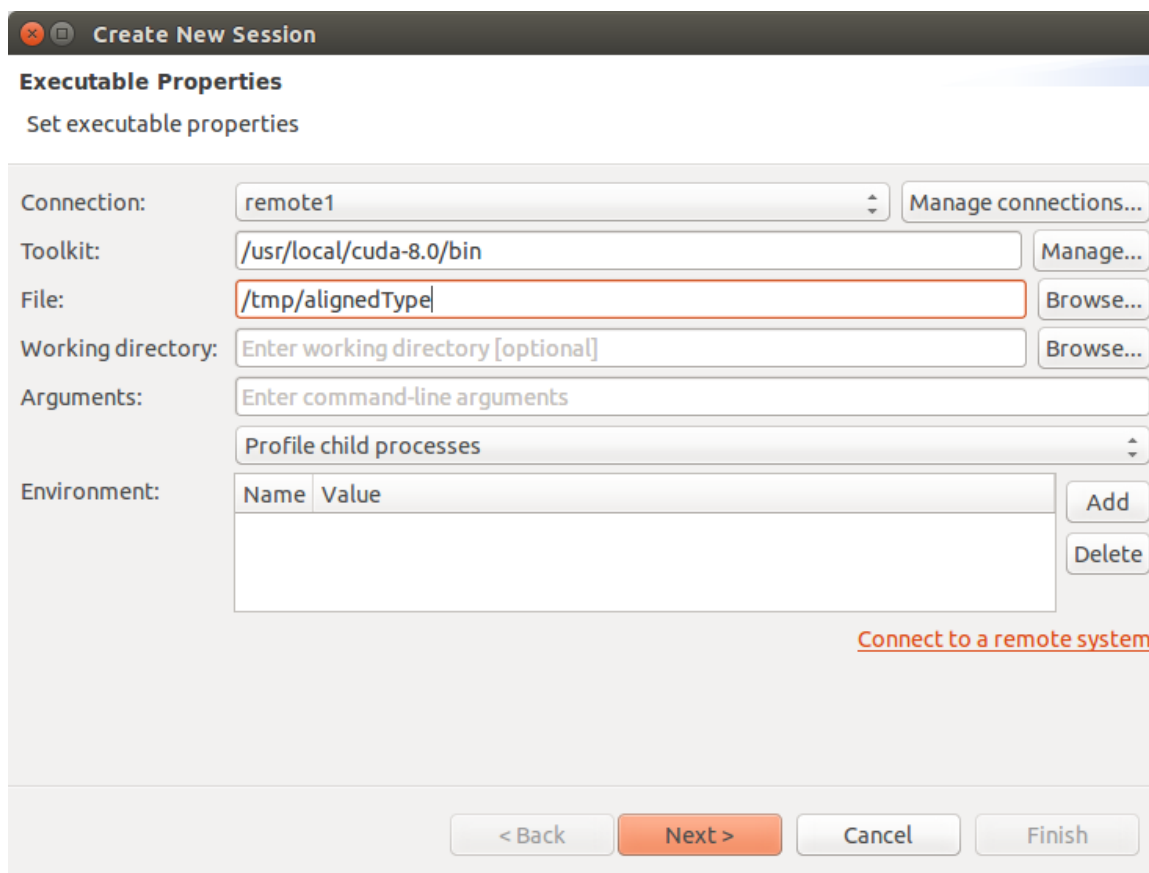 Create New Session
Executable Properties
Set executable properties
Connection: remote1 Manage connections...
Toolkit: /usr/local/cuda-8.0/bin Manage...
File: /tmp/alignedType Browse...
Working directory: Enter working directory [optional] Browse...
Arguments: Enter command-line arguments
Profile child processes
Environment: Name Value Add
Delete
Connect to a remote system
< Back Next > Cancel Finish